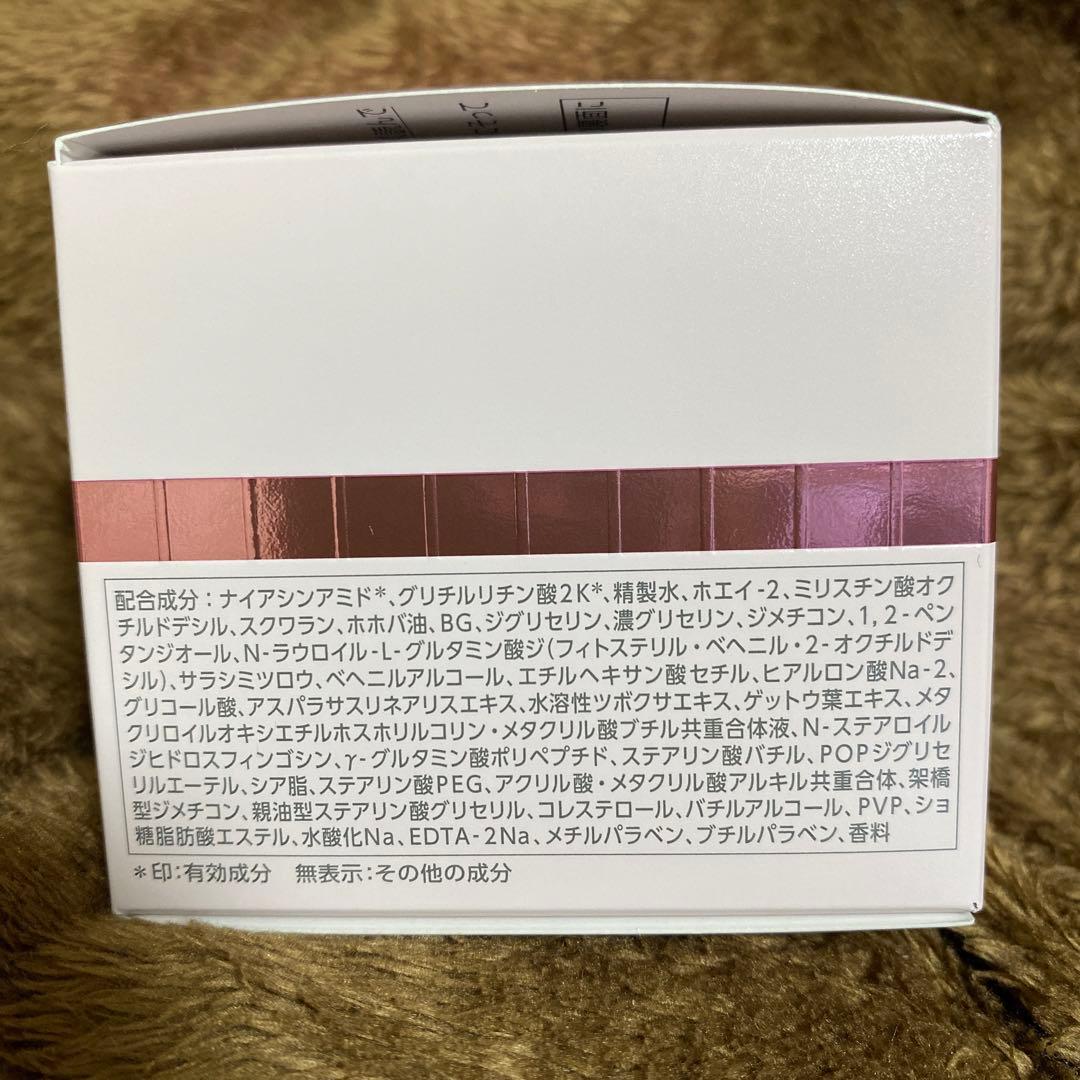 配合成分：ナイアシンアミド*、グリチルリチン酸2K*、精製水、ホエイ-2、ミリスチン酸オク
チルドデシル、スクワラン、ホホバ油、BG、ジグリセリン、濃グリセリン、ジメチコン、1,2-ペン
タンジオール、N-ラウロイル-L-グルタミン酸ジ(フィトステリル・ベヘニル・2-オクチルドデ
シル)、サラシミツロウ、ベヘニルアルコール、エチルヘキサン酸セチル、ヒアルロン酸Na-2、
グリコール酸、アスパラサスリネアリスエキス、水溶性ツボクサエキス、ゲットウ葉エキス、メタ
クリロイルオキシエチルホスホリルコリン・メタクリル酸ブチル共重合体液、N-ステアロイル
ジヒドロスフィンゴシン、γ-グルタミン酸ポリペプチド、ステアリン酸バチル、POPジグリセ
リルエーテル、シア脂、ステアリン酸PEG、アクリル酸・メタクリル酸アルキル共重合体、架橋
型ジメチコン、親油型ステアリン酸グリセリル、コレステロール、バチルアルコール、PVP、ショ
糖脂肪酸エステル、水酸化Na、EDTA-2Na、メチルパラベン、ブチルパラベン、香料
*印：有効成分　無表示：その他の成分